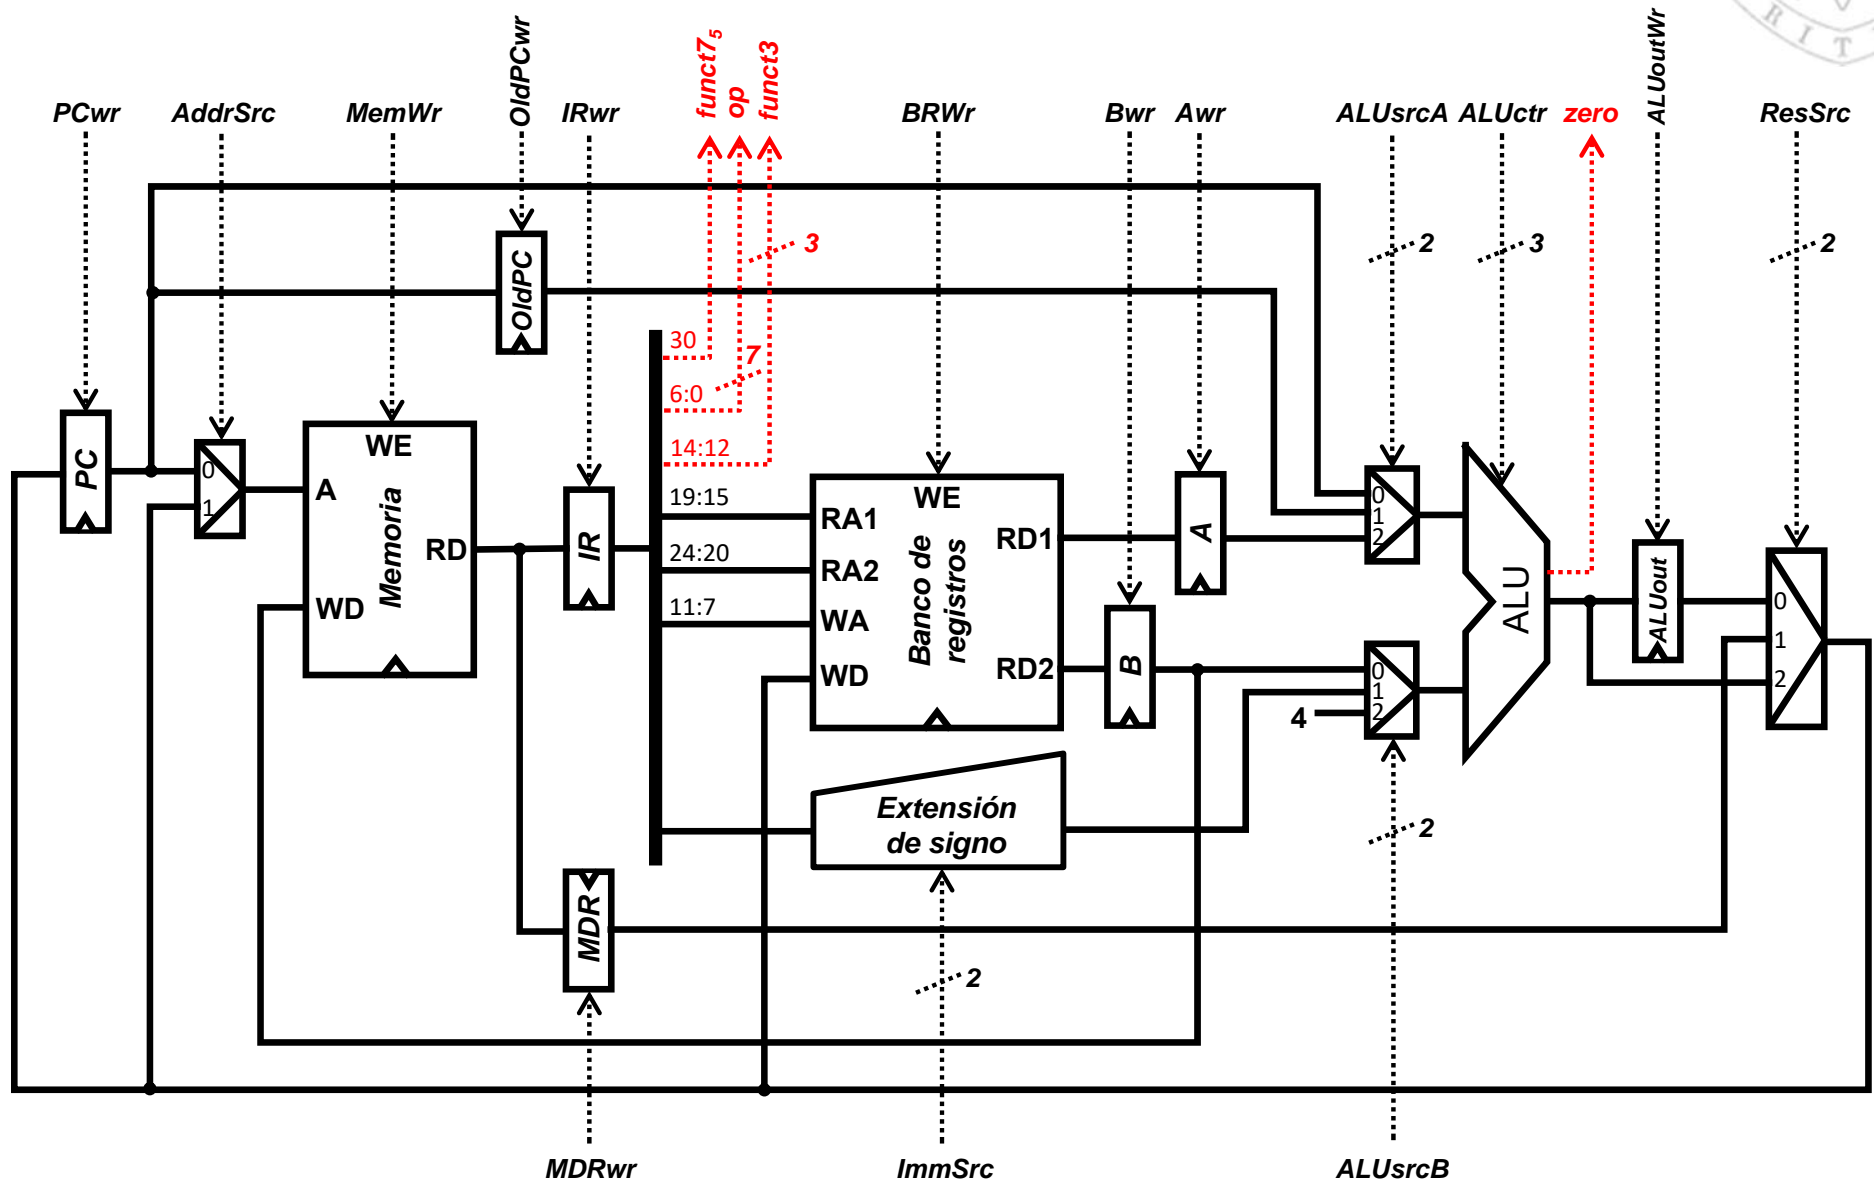 R I T
PCwr
AddrSrc
MemWr
OldPCwr
IRwr
funct7₅
op
funct3
BRWr
Bwr
Awr
ALUsrcA
ALUctr
zero
ALUoutWr
ResSrc
3
2
3
2
OldPC
30
7
6:0
14:12
PC
0
1
WE
A
Memoria
RD
WD
IR
19:15
24:20
11:7
WE
RA1
RA2
WA
WD
Banco de
registros
RD1
RD2
A
B
0
1
2
0
1
2
4
ALU
ALUout
0
1
2
Extensión
de signo
2
MDR
2
MDRwr
ImmSrc
ALUsrcB